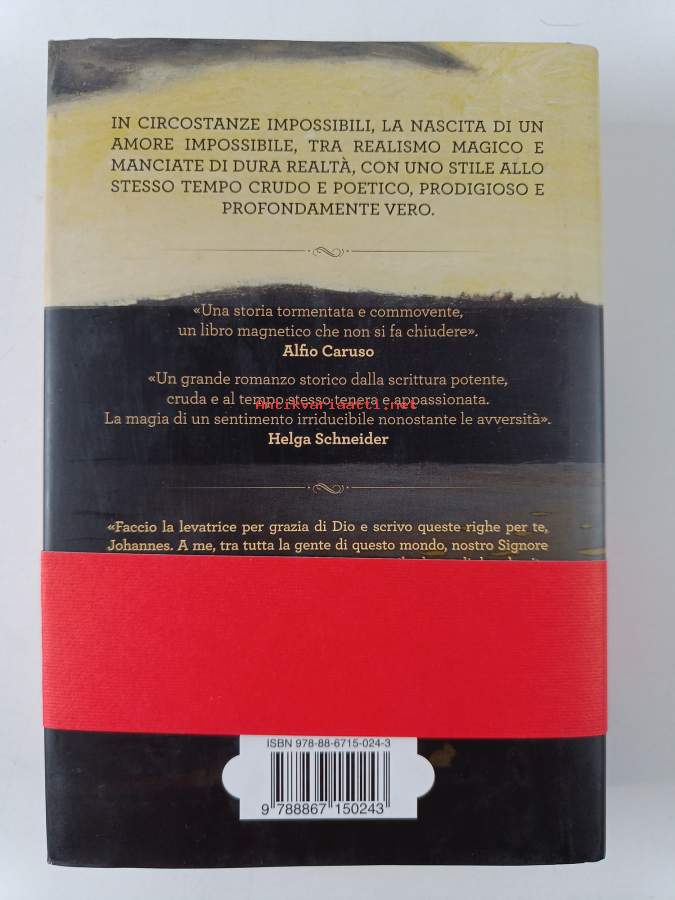 IN CIRCOSTANZE IMPOSSIBILI, LA NASCITA DI UN
AMORE IMPOSSIBILE, TRA REALISMO MAGICO E
MANCIATE DI DURA REALTÀ, CON UNO STILE ALLO
STESSO TEMPO CRUDO E POETICO, PRODIGIOSO E
PROFONDAMENTE VERO.
«Una storia tormentata e commovente,
un libro magnetico che non si fa chiudere».
Alfio Caruso
«Un grande romanzo storico dalla scrittura potente,
cruda e al tempo stesso tenera e appassionata.
antikvariaatti.net
La magia di un sentimento irriducibile nonostante le avversità».
Helga Schneider
«Faccio la levatrice per grazia di Dio e scrivo queste righe per te,
Johannes. A me, tra tutta la gente di questo mondo, nostro Signore
ISBN 978-88-6715-024-3
9 788867 150243